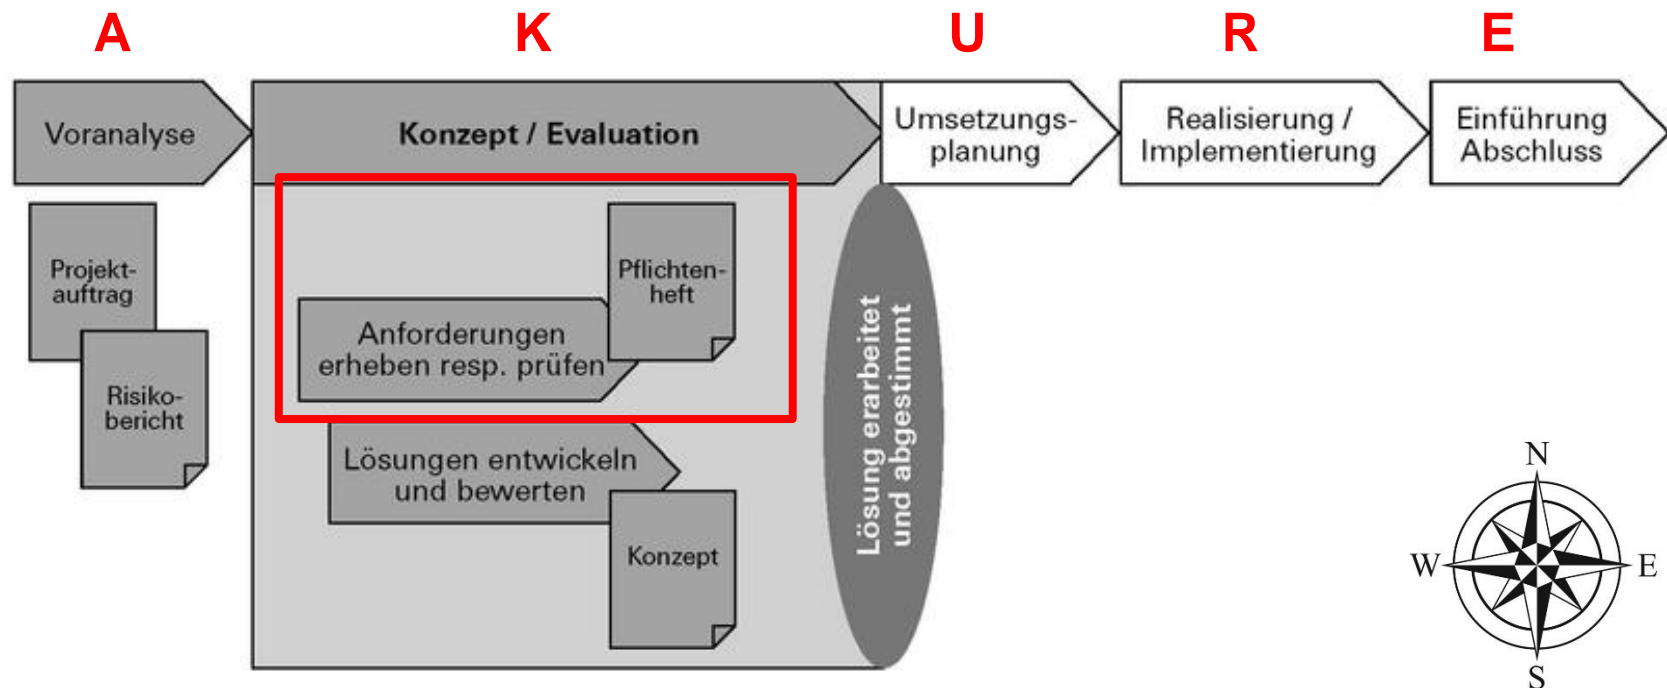 A
K
U
R
E
Voranalyse
Konzept / Evaluation
Umsetzungs-
planung
Realisierung /
Implementierung
Einführung
Abschluss
Projekt-
auftrag
Risiko-
bericht
Pflichten-
heft
Anforderungen
erheben resp. prüfen
Lösungen entwickeln
und bewerten
Konzept
Lösung erarbeitet
und abgestimmt
N
W
E
S